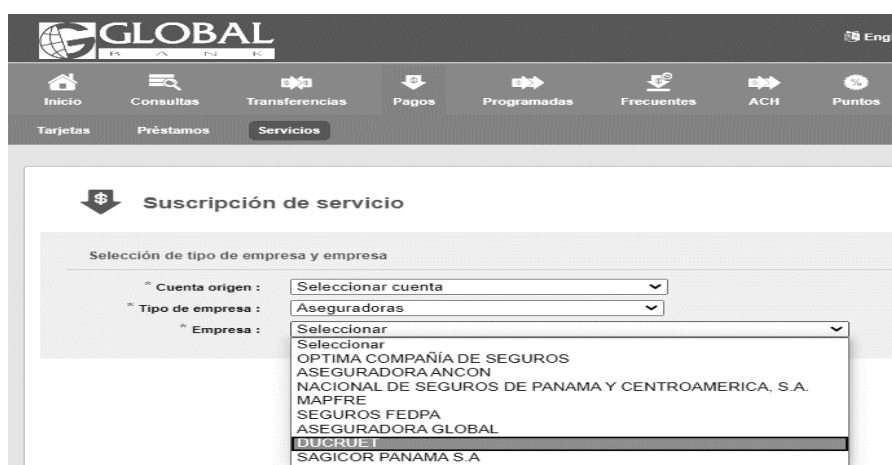 GLOBAL
BANK
Eng
Inicio Consultas Transferencias Pagos Programadas Frecuentes ACH Puntos
Tarjetas Préstamos Servicios
Suscripción de servicio
Selección de tipo de empresa y empresa
* Cuenta origen : Seleccionar cuenta
* Tipo de empresa : Aseguradoras
* Empresa : Seleccionar
Seleccionar
OPTIMA COMPAÑÍA DE SEGUROS
ASEGURADORA ANCON
NACIONAL DE SEGUROS DE PANAMA Y CENTROAMERICA, S.A.
MAPFRE
SEGUROS FEDPA
ASEGURADORA GLOBAL
DUCRUET
SAGICOR PANAMA S.A